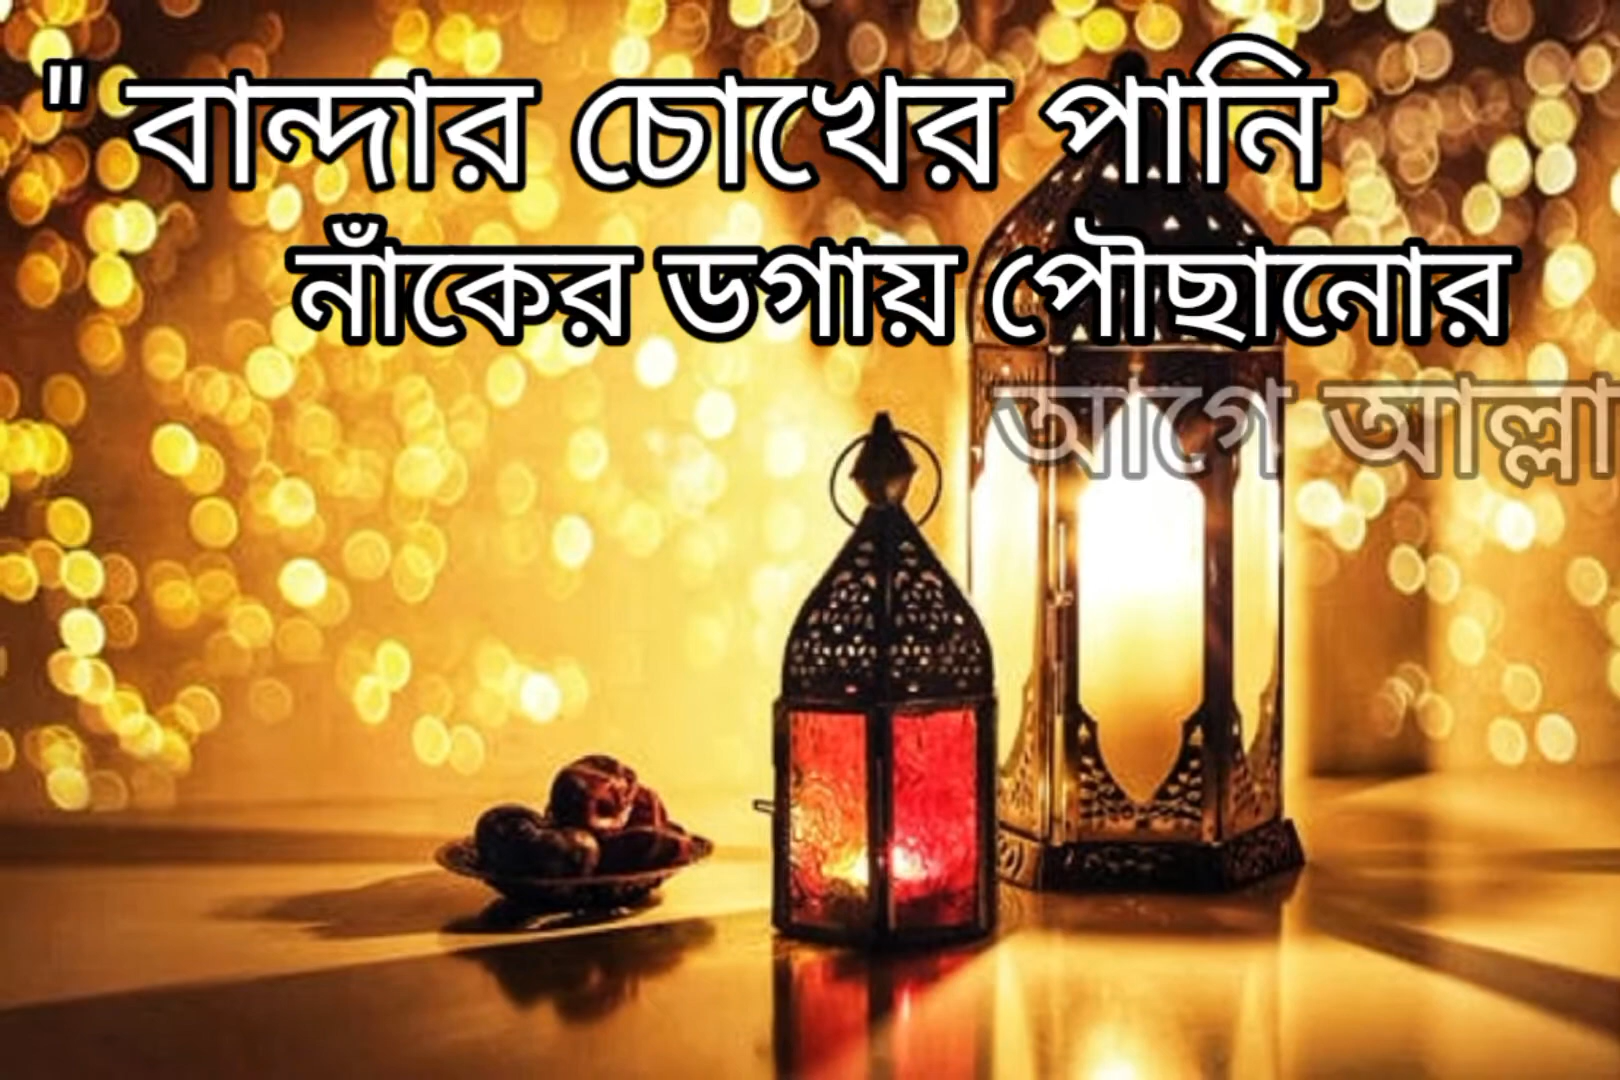 " বান্দার চোখের পানি
নাঁকের ডগায় পৌছানোর
আগে আল্লা